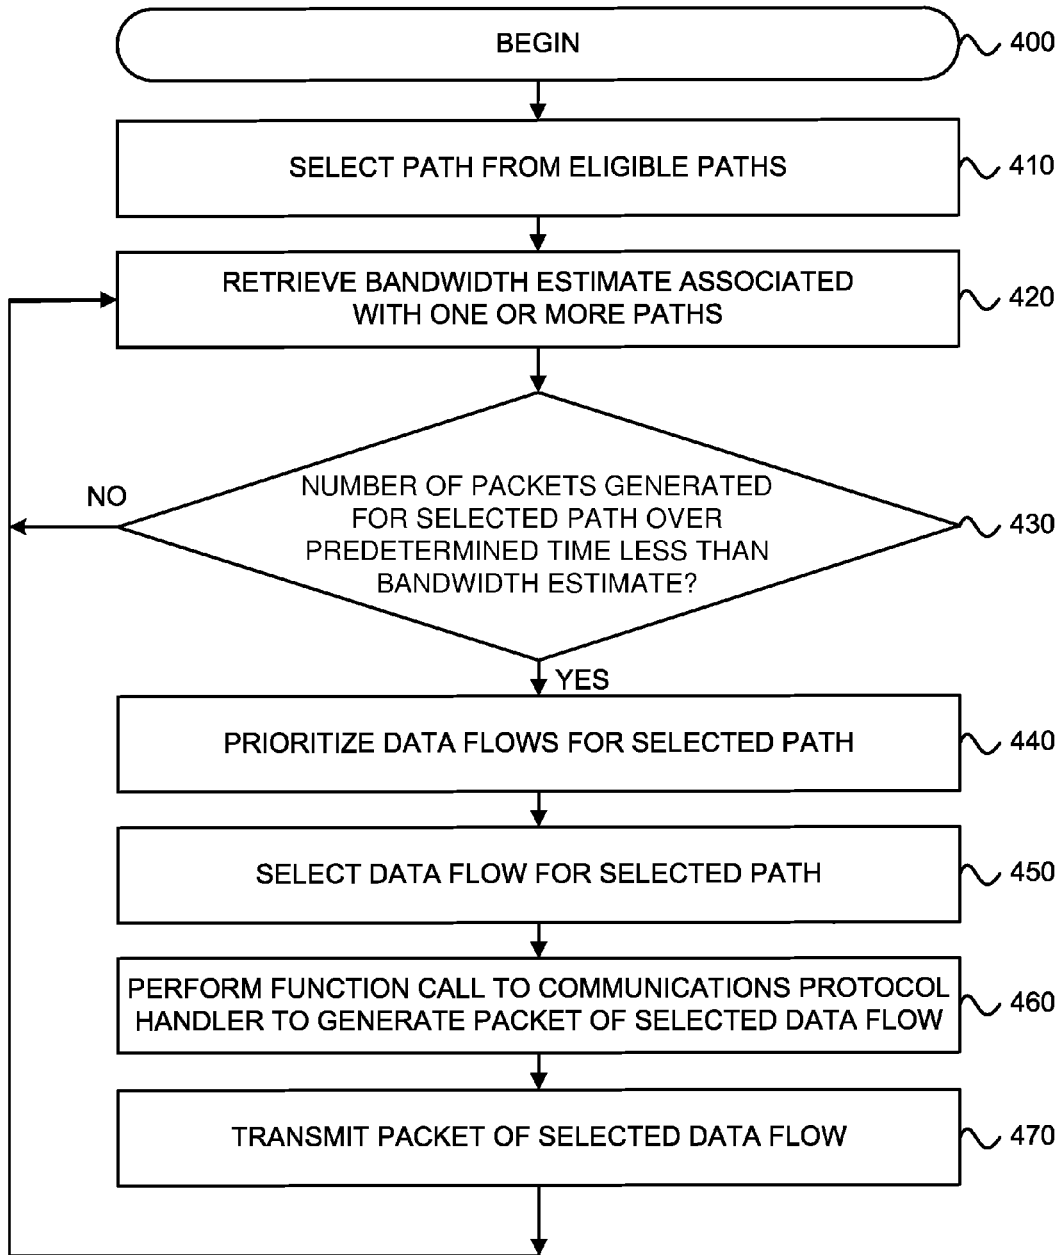 BEGIN
400
SELECT PATH FROM ELIGIBLE PATHS
410
RETRIEVE BANDWIDTH ESTIMATE ASSOCIATED
WITH ONE OR MORE PATHS
420
NO
NUMBER OF PACKETS GENERATED
FOR SELECTED PATH OVER
PREDETERMINED TIME LESS THAN
BANDWIDTH ESTIMATE?
430
YES
PRIORITIZE DATA FLOWS FOR SELECTED PATH
440
SELECT DATA FLOW FOR SELECTED PATH
450
PERFORM FUNCTION CALL TO COMMUNICATIONS PROTOCOL
HANDLER TO GENERATE PACKET OF SELECTED DATA FLOW
460
TRANSMIT PACKET OF SELECTED DATA FLOW
470